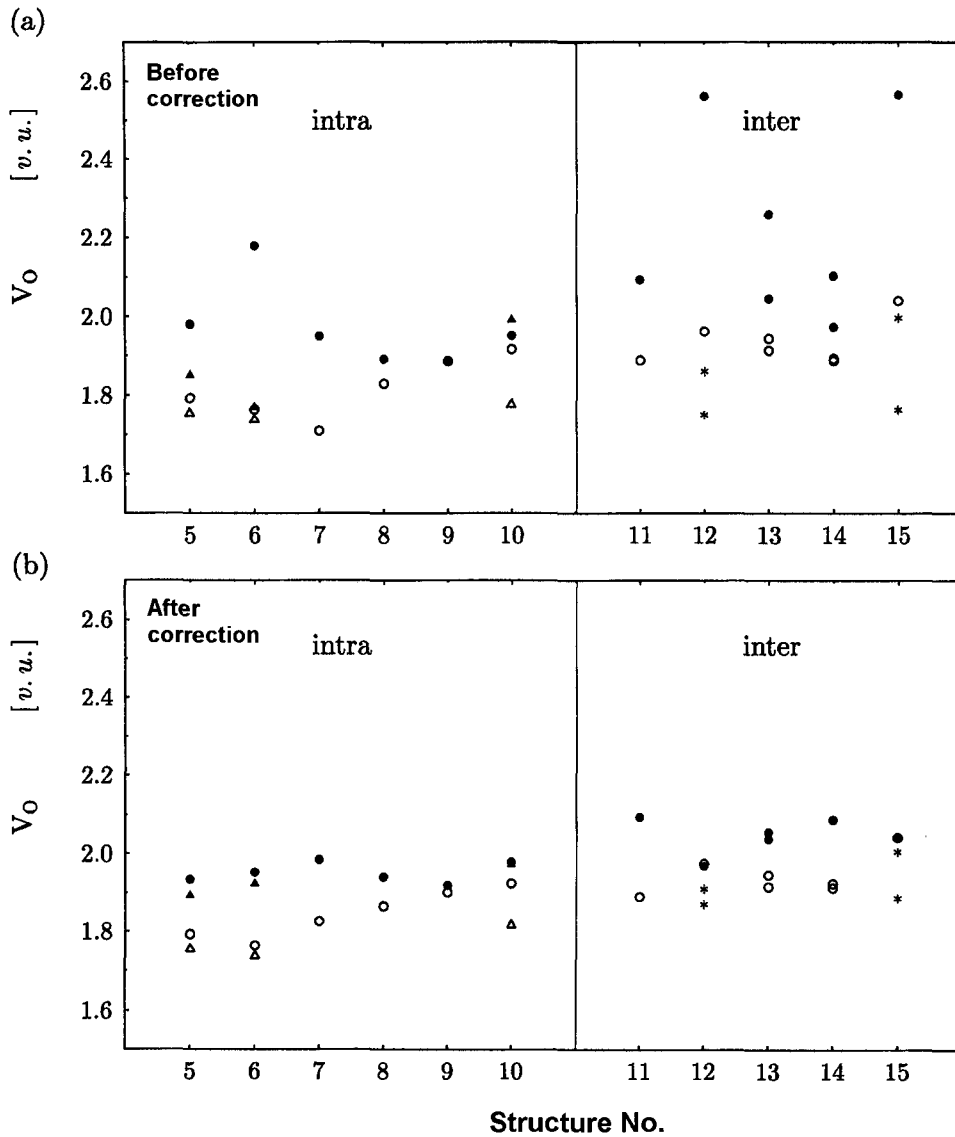 (a)
Before
correction
intra
inter
Vo [v. u.]
2.6
2.4
2.2
2.0
1.8
1.6
5 6 7 8 9 10 11 12 13 14 15
(b)
After
correction
intra
inter
Vo [v. u.]
2.6
2.4
2.2
2.0
1.8
1.6
5 6 7 8 9 10 11 12 13 14 15
Structure No.